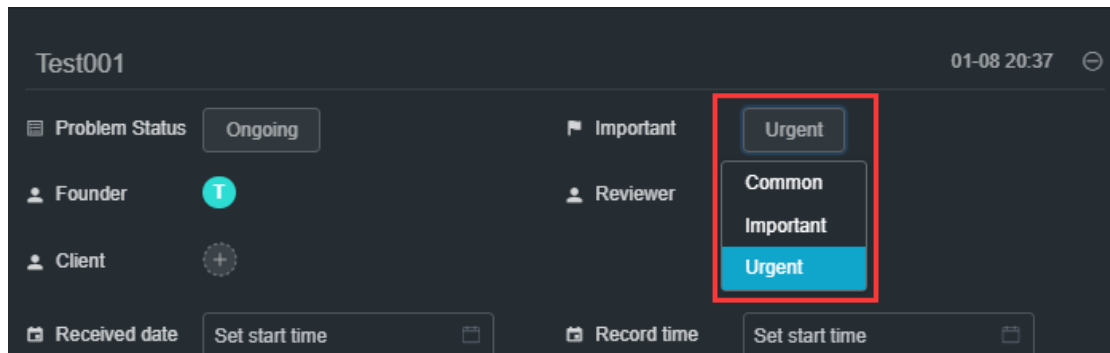 Test001 01-08 20:37
Problem Status Ongoing Important Urgent
Founder T Reviewer Common
Important
Client Urgent
Received date Set start time Record time Set start time